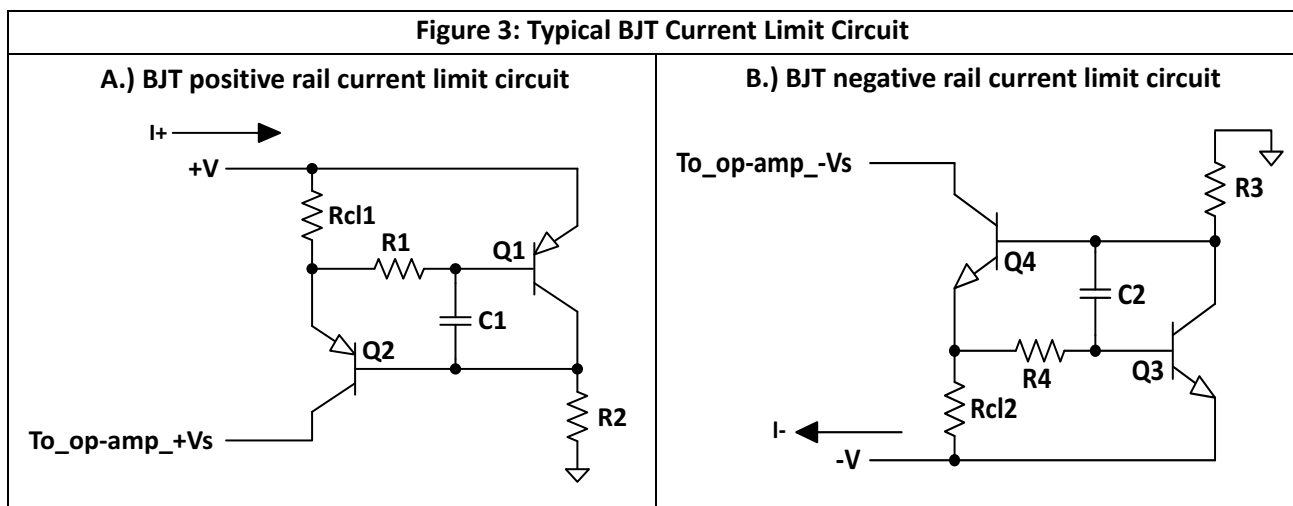 Figure 3: Typical BJT Current Limit Circuit
A.) BJT positive rail current limit circuit
I+
+V
Rcl1
R1
Q1
C1
Q2
R2
To_op-amp_+Vs
B.) BJT negative rail current limit circuit
To_op-amp_-Vs
R3
Q4
C2
R4
Q3
Rcl2
I-
-V